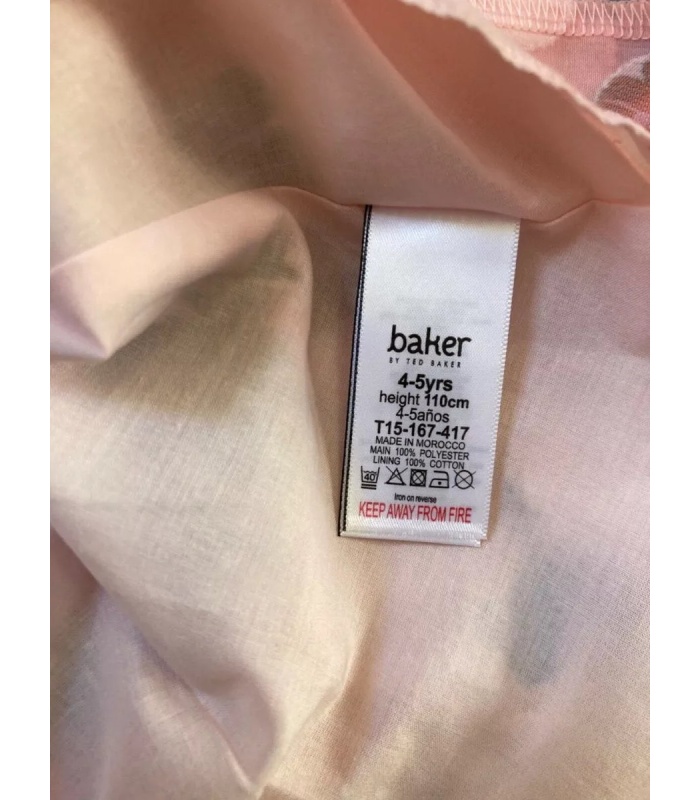 baker
BY TED BAKER
4-5yrs
height 110cm
4-5años
T15-167-417
MADE IN MOROCCO
MAIN 100% POLYESTER
LINING 100% COTTON
40
Iron on reverse
KEEP AWAY FROM FIRE